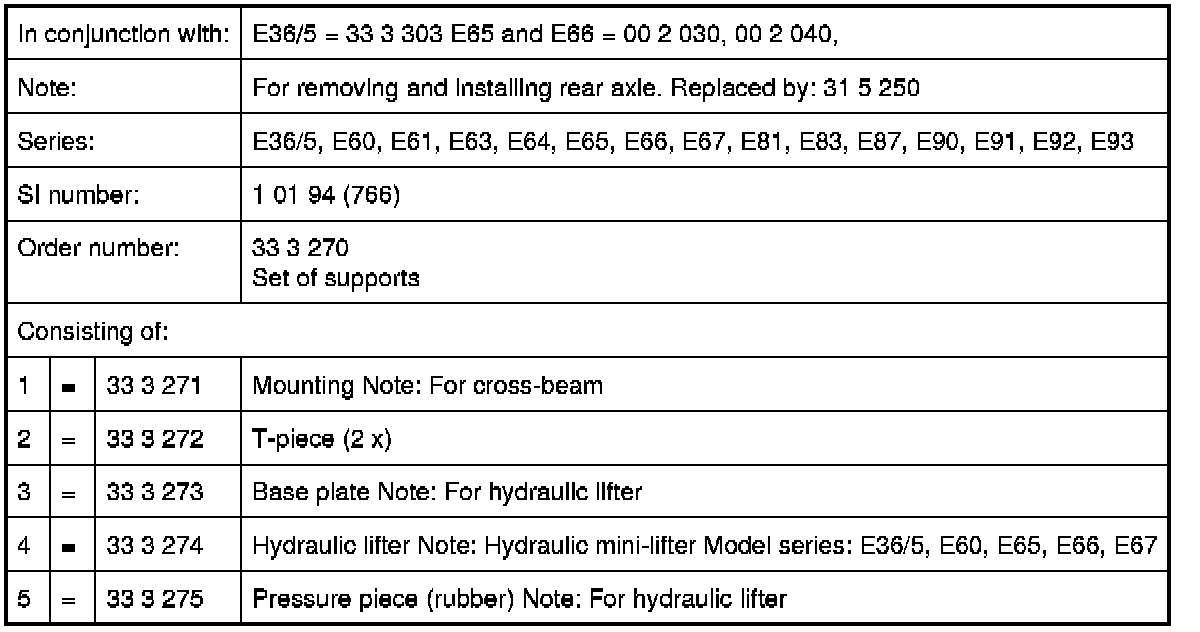 In conjunction with: E36/5 = 33 3 303 E65 and E66 = 00 2 030, 00 2 040,
Note: For removing and installing rear axle. Replaced by: 31 5 250
Series: E36/5, E60, E61, E63, E64, E65, E66, E67, E81, E83, E87, E90, E91, E92, E93
SI number: 1 01 94 (766)
Order number: 33 3 270
Set of supports
Consisting of:
1 = 33 3 271 Mounting Note: For cross-beam
2 = 33 3 272 T-piece (2 x)
3 = 33 3 273 Base plate Note: For hydraulic lifter
4 = 33 3 274 Hydraulic lifter Note: Hydraulic mini-lifter Model series: E36/5, E60, E65, E66, E67
5 = 33 3 275 Pressure piece (rubber) Note: For hydraulic lifter